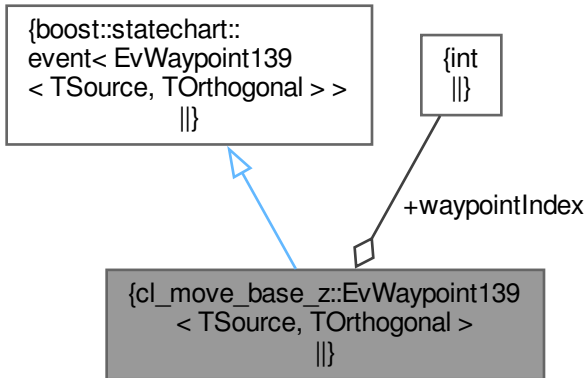 {boost::statechart::
event< EvWaypoint139
< TSource, TOrthogonal > >
||}
{int
||}
+waypointIndex
{cl_move_base_z::EvWaypoint139
< TSource, TOrthogonal >
||}